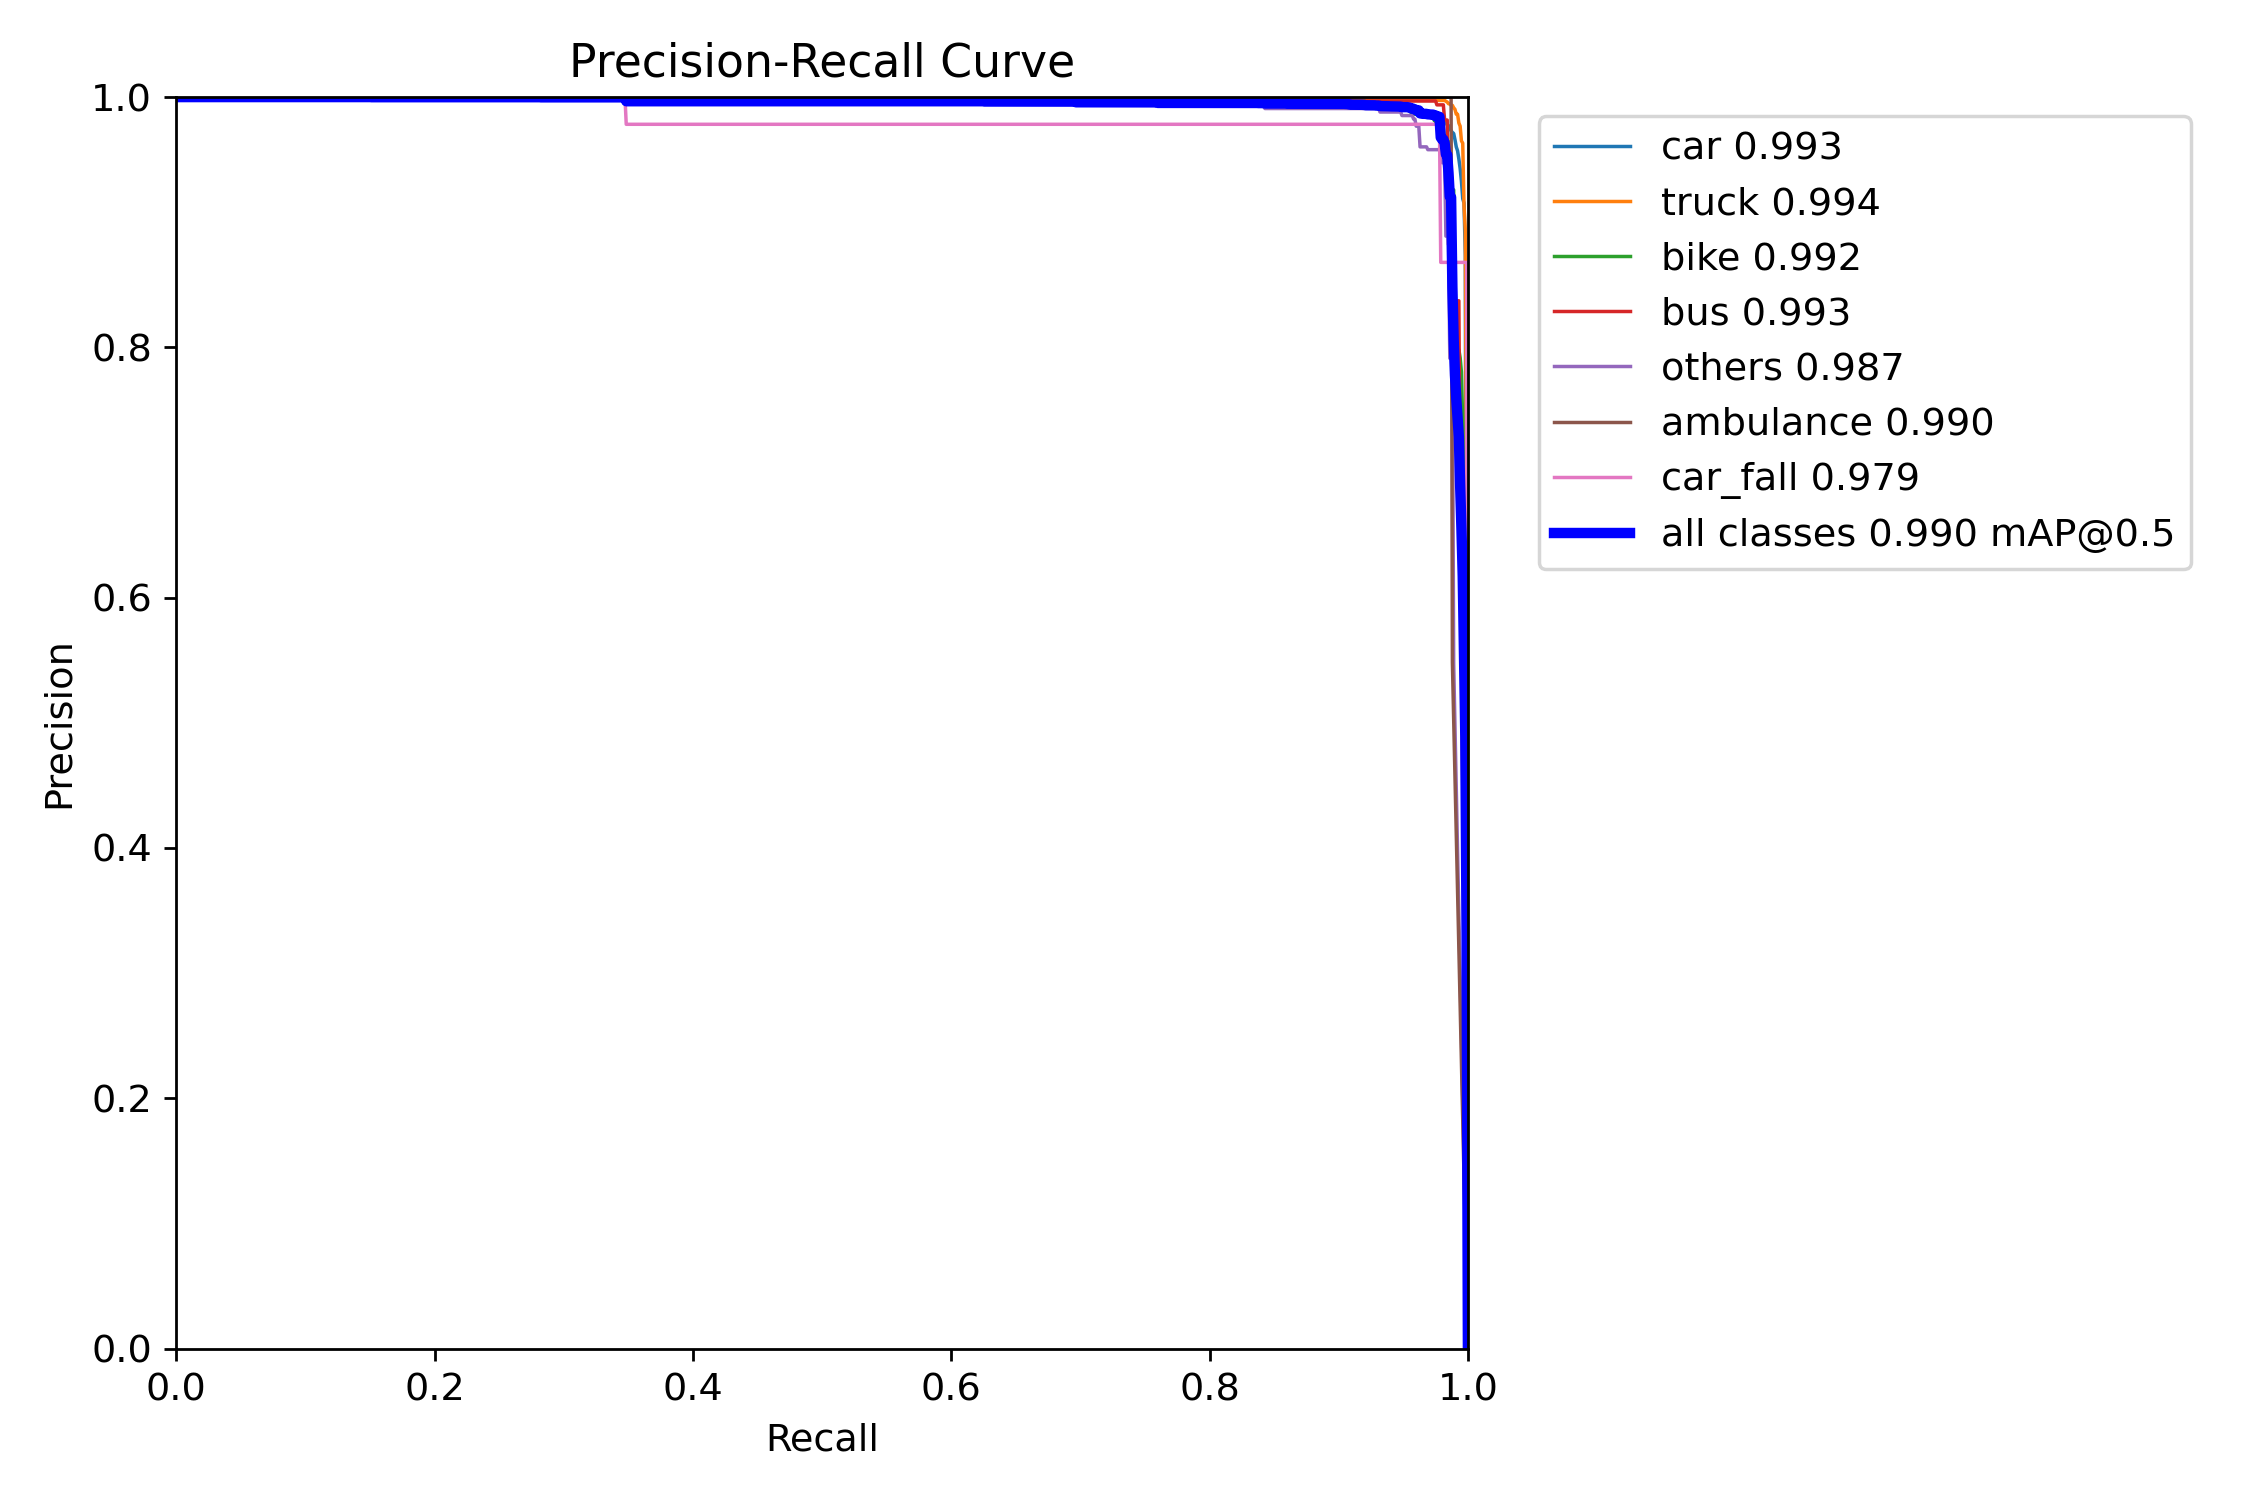 Precision-Recall Curve
1.0
0.8
0.6
0.4
0.2
0.0
Precision
0.0 0.2 0.4 0.6 0.8 1.0
Recall
car 0.993
truck 0.994
bike 0.992
bus 0.993
others 0.987
ambulance 0.990
car_fall 0.979
all classes 0.990 mAP@0.5